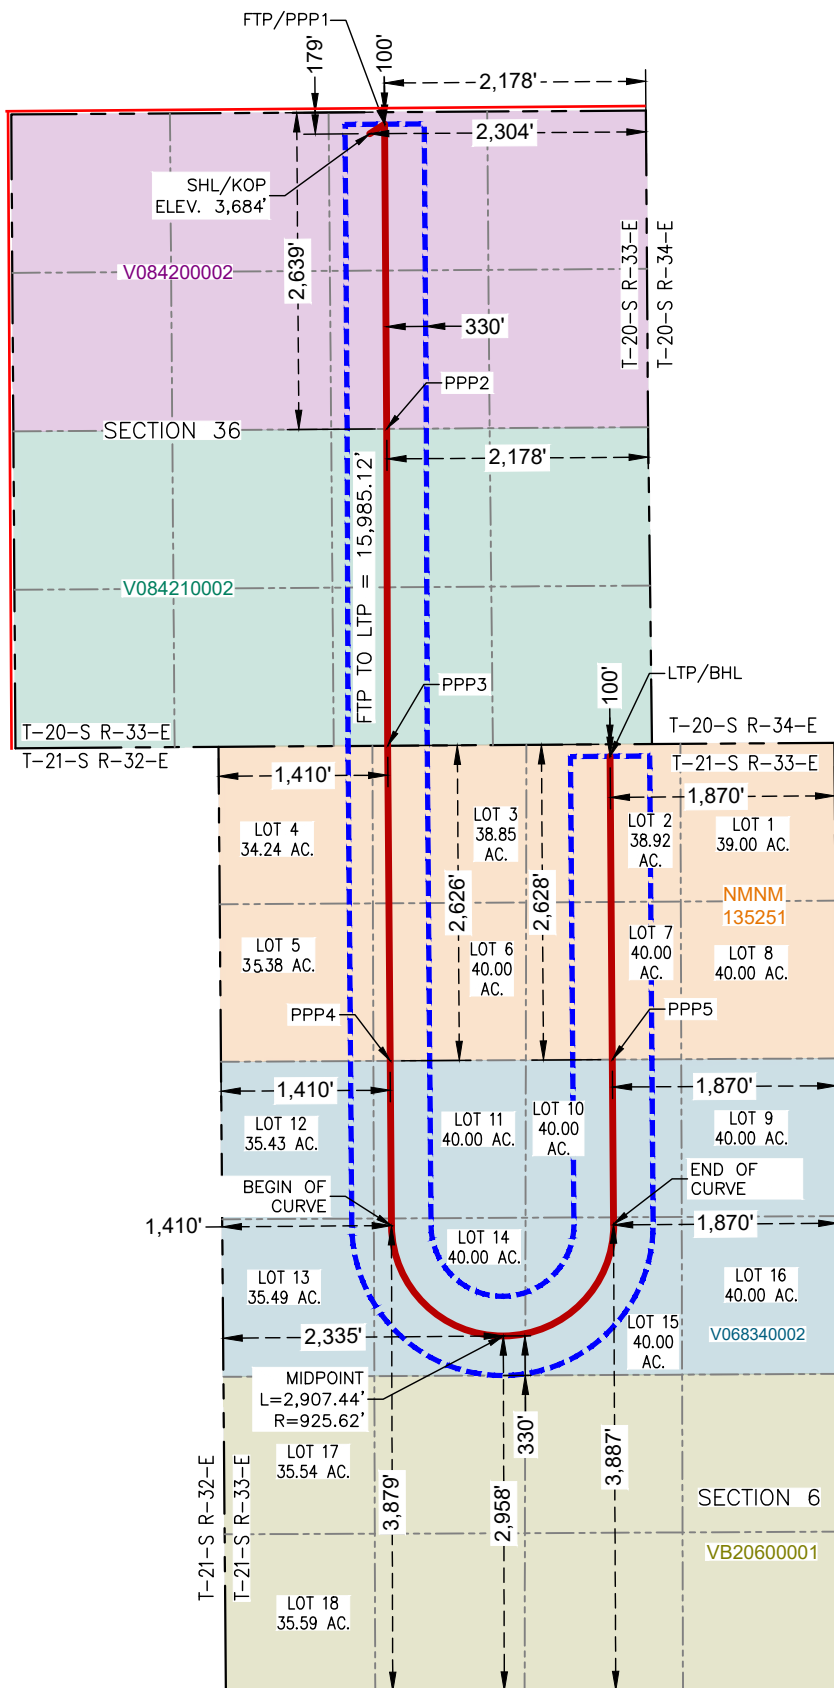 FTP/PPP1
179'
100'
2,178'
2,304'
SHL/KOP
ELEV. 3,684'
V084200002
2,639'
T-20-S R-33-E
T-20-S R-34-E
330'
PPP2
SECTION 36
2,178'
FTP TO LTP = 15,985.12'
V084210002
PPP3
LTP/BHL
100'
T-20-S R-33-E
T-21-S R-32-E
T-20-S R-34-E
T-21-S R-33-E
1,410'
1,870'
LOT 4
34.24 AC.
LOT 3
38.85
AC.
LOT 2
38.92
AC.
LOT 1
39.00 AC.
2,626'
2,628'
NMNM
135251
LOT 5
35.38 AC.
LOT 6
40.00
AC.
LOT 7
40.00
AC.
LOT 8
40.00 AC.
PPP4
PPP5
1,410'
1,870'
LOT 12
35.43 AC.
LOT 11
40.00 AC.
LOT 10
40.00
AC.
LOT 9
40.00 AC.
BEGIN OF
CURVE
END OF
CURVE
1,410'
1,870'
LOT 14
40.00 AC.
LOT 13
35.49 AC.
LOT 16
40.00 AC.
LOT 15
40.00
AC.
V068340002
2,335'
MIDPOINT
L=2,907.44'
R=925.62'
330'
LOT 17
35.54 AC.
3,879'
2,958'
3,887'
SECTION 6
T-21-S R-32-E
T-21-S R-33-E
VB20600001
LOT 18
35.59 AC.